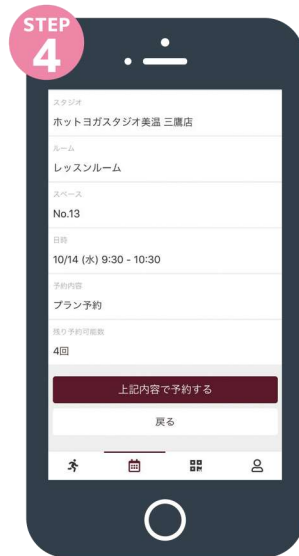 STEP
4
スタジオ
ホットヨガスタジオ美温 三鷹店
ルーム
レッスンルーム
スペース
No.13
日時
10/14 (水) 9:30 - 10:30
予約内容
プラン予約
残り予約可能数
4回
上記内容で予約する
戻る